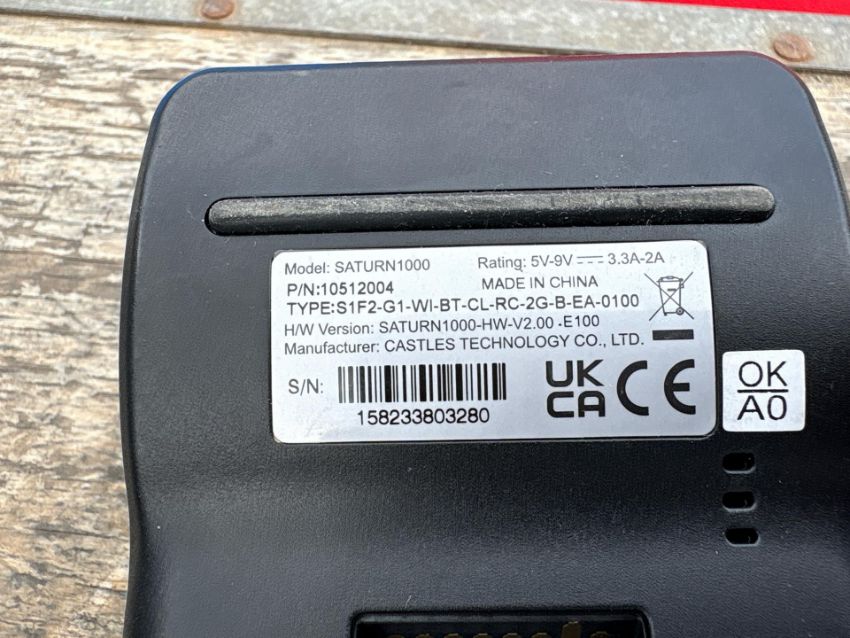 Model: SATURN1000 Rating: 5V-9V ⎓ 3.3A-2A
P/N:10512004 MADE IN CHINA
TYPE:S1F2-G1-WI-BT-CL-RC-2G-B-EA-0100
H/W Version: SATURN1000-HW-V2.00 .E100
Manufacturer: CASTLES TECHNOLOGY CO., LTD.
S/N:
158233803280
UK
CA CE
OK
A0